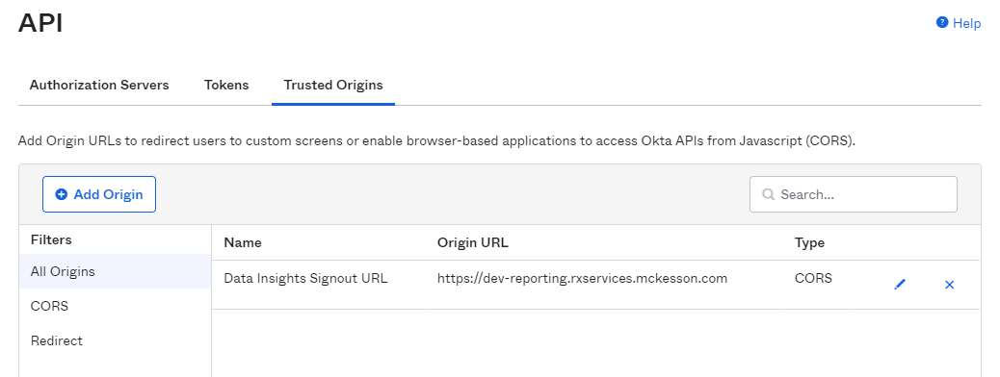 API
Help
Authorization Servers Tokens Trusted Origins
Add Origin URLs to redirect users to custom screens or enable browser-based applications to access Okta APIs from Javascript (CORS).
Add Origin
Search...
Filters
Name Origin URL Type
All Origins
Data Insights Signout URL https://dev-reporting.rxservices.mckesson.com CORS
CORS
Redirect